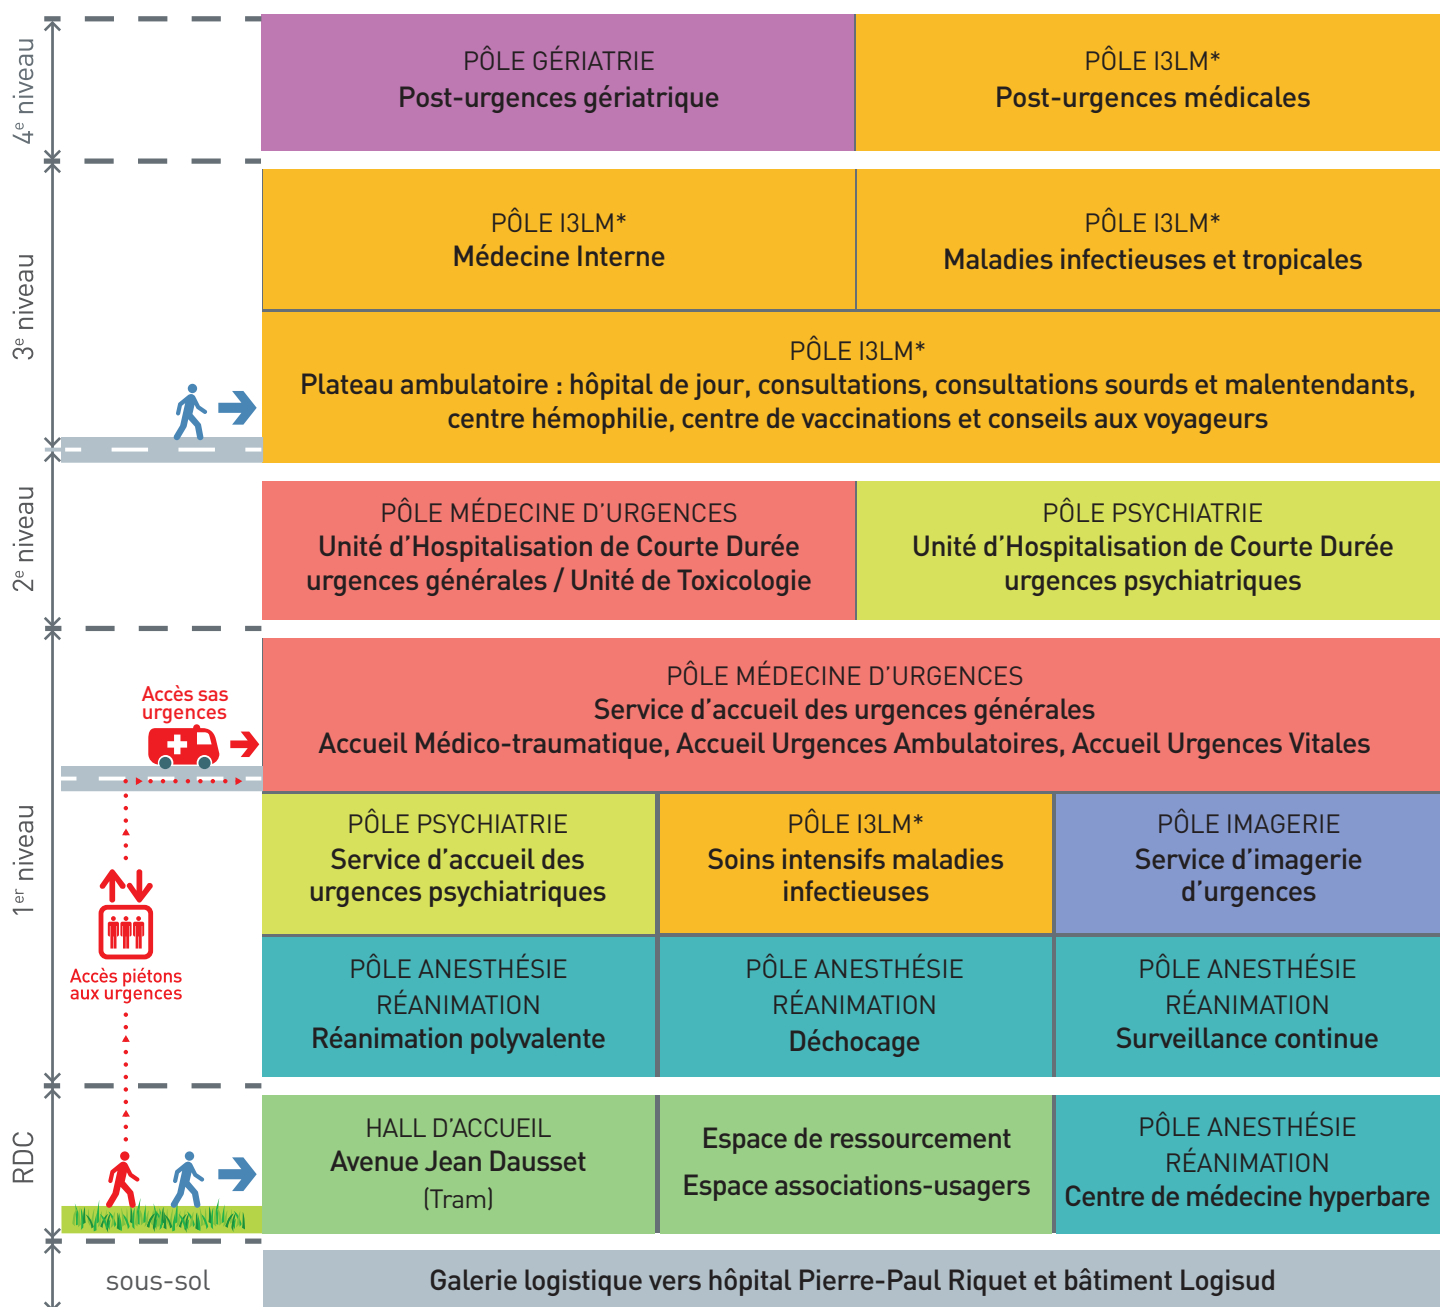 4e niveau
PÔLE GÉRIATRIE
Post-urgences gériatrique
PÔLE I3LM*
Post-urgences médicales
3e niveau
PÔLE I3LM*
Médecine Interne
PÔLE I3LM*
Maladies infectieuses et tropicales
PÔLE I3LM*
Plateau ambulatoire : hôpital de jour, consultations, consultations sourds et malentendants,
centre hémophilie, centre de vaccinations et conseils aux voyageurs
2e niveau
PÔLE MÉDECINE D’URGENCES
Unité d’Hospitalisation de Courte Durée
urgences générales / Unité de Toxicologie
PÔLE PSYCHIATRIE
Unité d’Hospitalisation de Courte Durée
urgences psychiatriques
1er niveau
Accès sas
urgences
PÔLE MÉDECINE D’URGENCES
Service d’accueil des urgences générales
Accueil Médico-traumatique, Accueil Urgences Ambulatoires, Accueil Urgences Vitales
Accès piétons
aux urgences
PÔLE PSYCHIATRIE
Service d’accueil des
urgences psychiatriques
PÔLE I3LM*
Soins intensifs maladies
infectieuses
PÔLE IMAGERIE
Service d’imagerie
d’urgences
PÔLE ANESTHÉSIE
RÉANIMATION
Réanimation polyvalente
PÔLE ANESTHÉSIE
RÉANIMATION
Déchocage
PÔLE ANESTHÉSIE
RÉANIMATION
Surveillance continue
RDC
HALL D’ACCUEIL
Avenue Jean Dausset
(Tram)
Espace de ressourcement
Espace associations-usagers
PÔLE ANESTHÉSIE
RÉANIMATION
Centre de médecine hyperbare
sous-sol
Galerie logistique vers hôpital Pierre-Paul Riquet et bâtiment Logisud